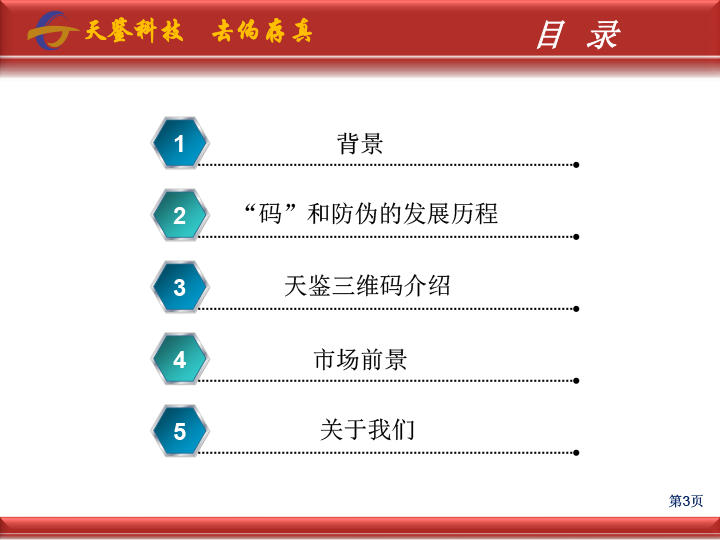 天鉴科技 去伪存真
目 录
1 背景
2 “码”和防伪的发展历程
3 天鉴三维码介绍
4 市场前景
5 关于我们
第3页